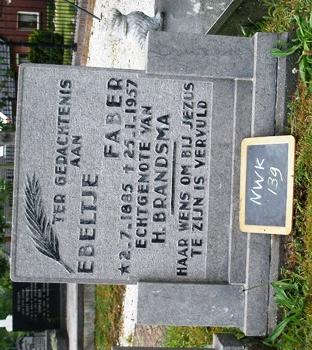 TER GEDACHTENIS
AAN
EBELTJE FABER
★ 2.7.1885 ✝ 25.1.1957
ECHTGENOTE VAN
H. BRANDSMA
HAAR WENS OM BIJ JEZUS
TE ZIJN IS VERVULD
NWK
139